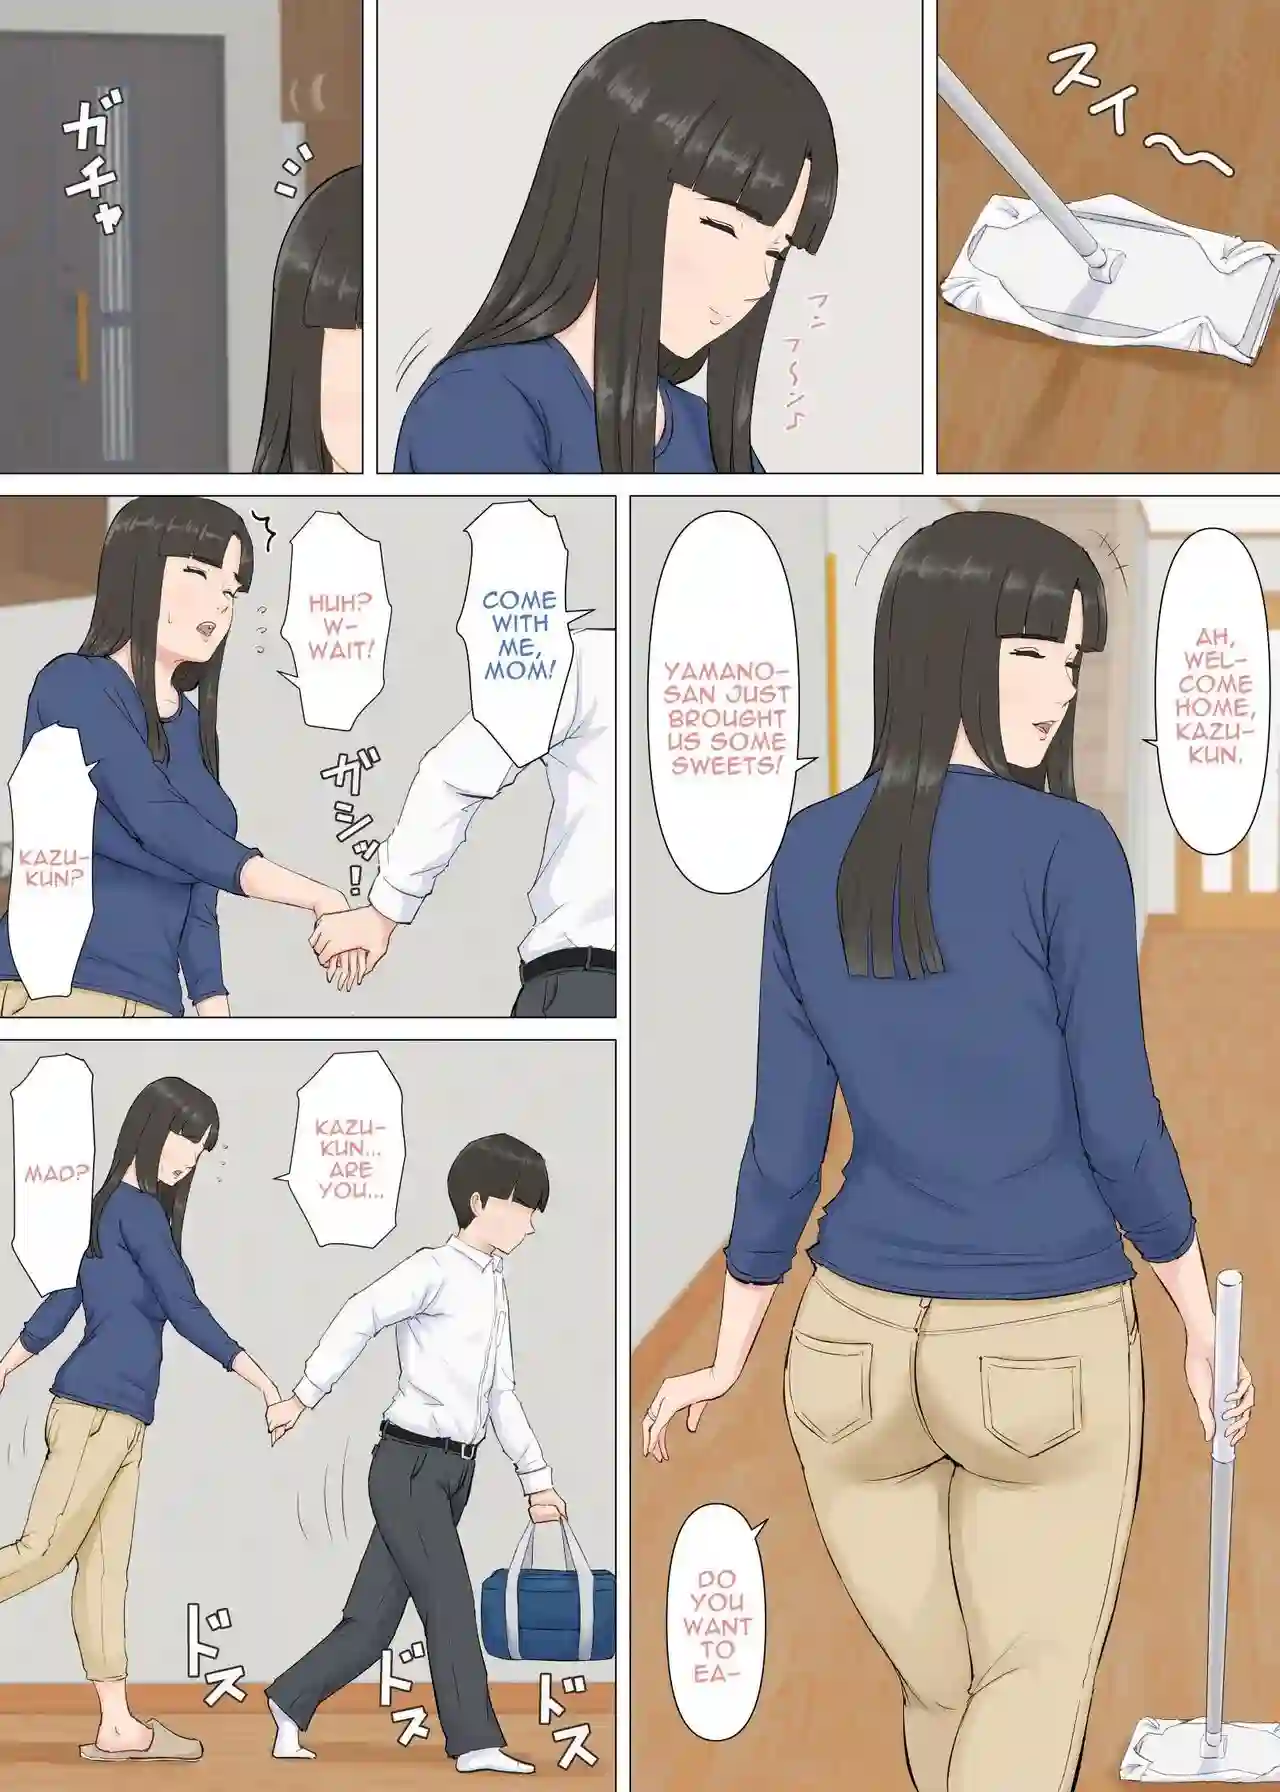 スイ〜
フンフ〜ン♪
ガチャ
AH,
WEL-
COME
HOME,
KAZU-
KUN.
YAMANO-
SAN JUST
BROUGHT
US SOME
SWEETS!
DO
YOU
WANT
TO
EA-
COME
WITH
ME,
MOM!
HUH?
W-
WAIT!
ガシッ!
KAZU-
KUN?
KAZU-
KUN...
ARE
YOU...
MAD?
ドス
ドス
ドス